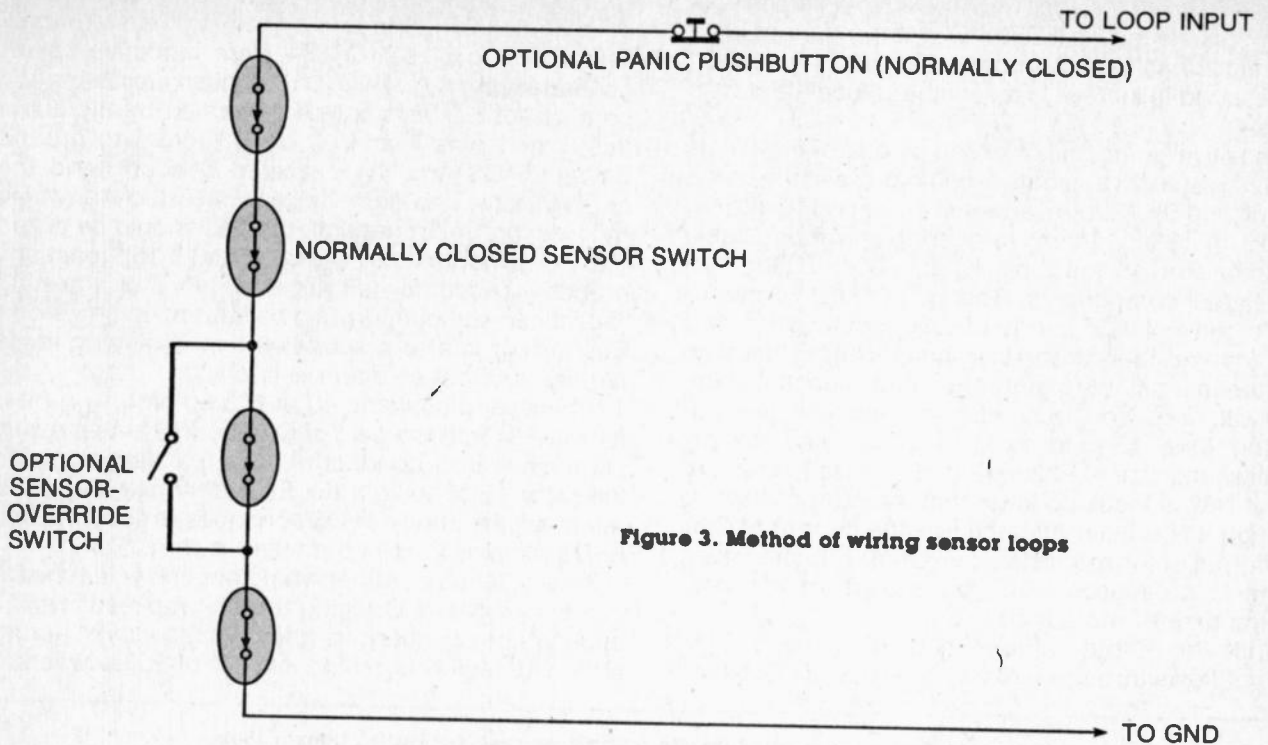 TO LOOP INPUT
OPTIONAL PANIC PUSHBUTTON (NORMALLY CLOSED)
NORMALLY CLOSED SENSOR SWITCH
OPTIONAL
SENSOR-
OVERRIDE
SWITCH
Figure 3. Method of wiring sensor loops
TO GND